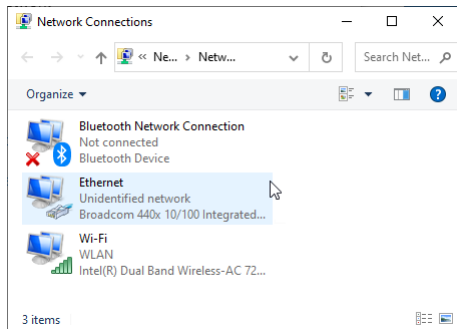 Network Connections
« Ne... › Netw...
Search Net...
Organize
Bluetooth Network Connection
Not connected
Bluetooth Device
Ethernet
Unidentified network
Broadcom 440x 10/100 Integrated...
Wi-Fi
WLAN
Intel(R) Dual Band Wireless-AC 72...
3 items